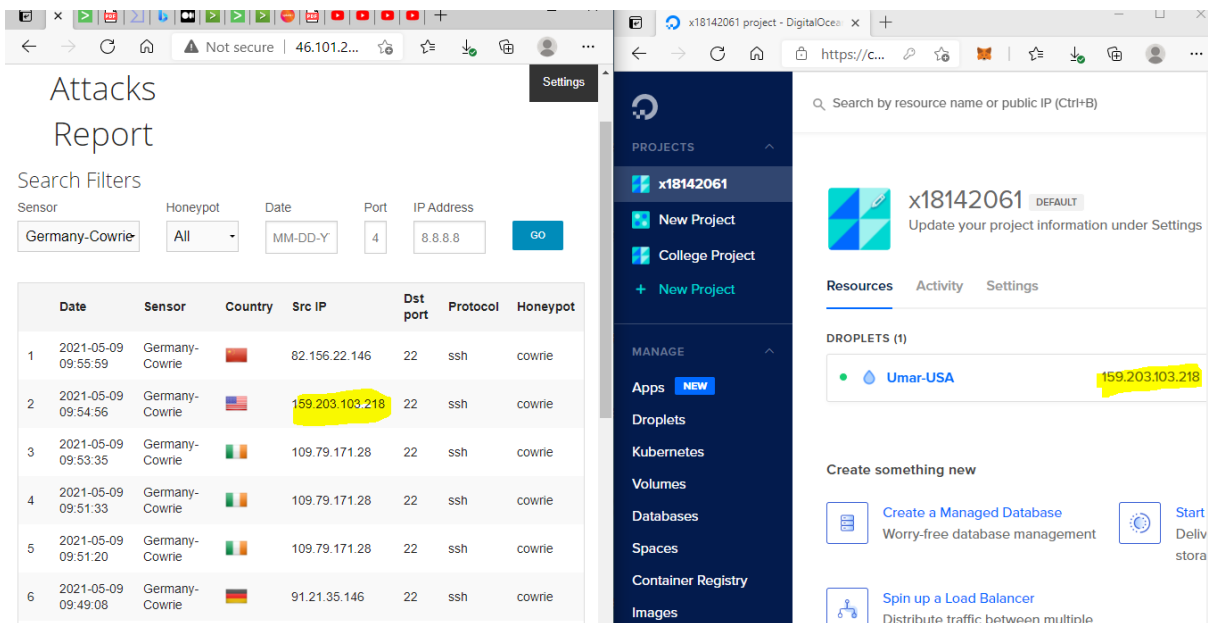 Not secure
46.101.2...
Attacks
Report
Settings
Search Filters
Sensor Honeypot Date Port IP Address
Germany-Cowrie All MM-DD-Y 4 8.8.8.8 GO
Date Sensor Country Src IP Dst port Protocol Honeypot
1 2021-05-09 09:55:59 Germany-Cowrie 82.156.22.146 22 ssh cowrie
2 2021-05-09 09:54:56 Germany-Cowrie 159.203.103.218 22 ssh cowrie
3 2021-05-09 09:53:35 Germany-Cowrie 109.79.171.28 22 ssh cowrie
4 2021-05-09 09:51:33 Germany-Cowrie 109.79.171.28 22 ssh cowrie
5 2021-05-09 09:51:20 Germany-Cowrie 109.79.171.28 22 ssh cowrie
6 2021-05-09 09:49:08 Germany-Cowrie 91.21.35.146 22 ssh cowrie
x18142061 project - DigitalOcea
https://c...
PROJECTS
x18142061
New Project
College Project
+ New Project
MANAGE
Apps NEW
Droplets
Kubernetes
Volumes
Databases
Spaces
Container Registry
Images
Search by resource name or public IP (Ctrl+B)
x18142061 DEFAULT
Update your project information under Settings
Resources Activity Settings
DROPLETS (1)
Umar-USA 159.203.103.218
Create something new
Create a Managed Database
Worry-free database management
Start
Deliv
stora
Spin up a Load Balancer
Distribute traffic between multiple